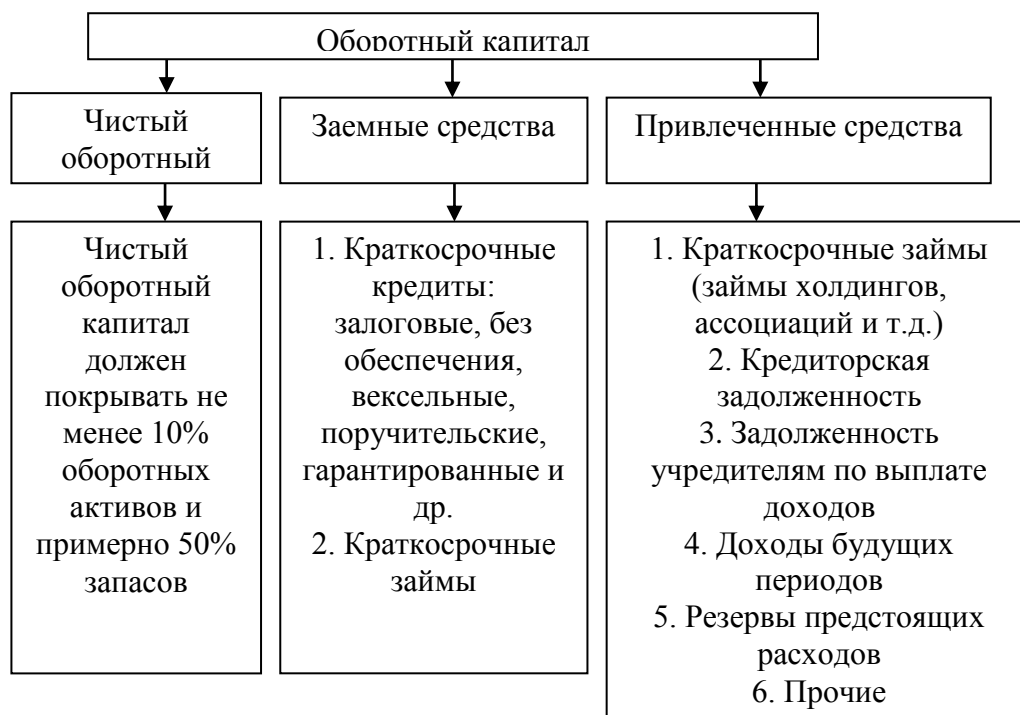 Оборотный капитал
Чистый
оборотный
Заемные средства
Привлеченные средства
Чистый
оборотный
капитал
должен
покрывать не
менее 10%
оборотных
активов и
примерно 50%
запасов
1. Краткосрочные
кредиты:
залоговые, без
обеспечения,
вексельные,
поручительские,
гарантированные и
др.
2. Краткосрочные
займы
1. Краткосрочные займы
(займы холдингов,
ассоциаций и т.д.)
2. Кредиторская
задолженность
3. Задолженность
учредителям по выплате
доходов
4. Доходы будущих
периодов
5. Резервы предстоящих
расходов
6. Прочие